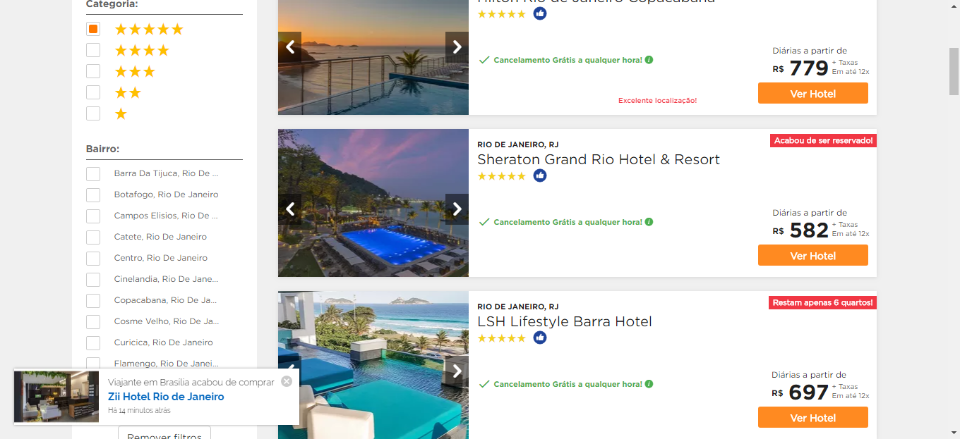 Categoria:
Bairro:
Barra Da Tijuca, Rio De ...
Botafogo, Rio De Janeiro
Campos Elisios, Rio De ...
Catete, Rio De Janeiro
Centro, Rio De Janeiro
Cinelandia, Rio De Jane...
Copacabana, Rio De Ja...
Cosme Velho, Rio De Ja...
Curicica, Rio De Janeiro
Flamengo, Rio De Janei...
Viajante em Brasília acabou de comprar
Zii Hotel Rio de Janeiro
Há 14 minutos atrás
Remover filtros
Hilton Rio de Janeiro Copacabana
Cancelamento Grátis a qualquer hora!
Excelente localização!
Diárias a partir de
R$ 779 + Taxas
Em até 12x
Ver Hotel
RIO DE JANEIRO, RJ
Acabou de ser reservado!
Sheraton Grand Rio Hotel & Resort
Cancelamento Grátis a qualquer hora!
Diárias a partir de
R$ 582 + Taxas
Em até 12x
Ver Hotel
RIO DE JANEIRO, RJ
Restam apenas 6 quartos!
LSH Lifestyle Barra Hotel
Cancelamento Grátis a qualquer hora!
Diárias a partir de
R$ 697 + Taxas
Em até 12x
Ver Hotel